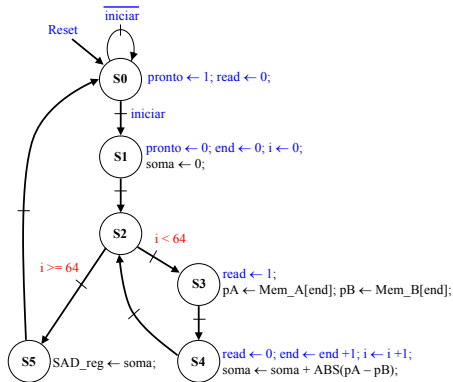 iniciar
Reset
S0
pronto ← 1; read ← 0;
iniciar
S1
pronto ← 0; end ← 0; i ← 0;
soma ← 0;
S2
i >= 64
i < 64
S3
read ← 1;
pA ← Mem_A[end]; pB ← Mem_B[end];
S5
SAD_reg ← soma;
S4
read ← 0; end ← end +1; i ← i +1;
soma ← soma + ABS(pA – pB);